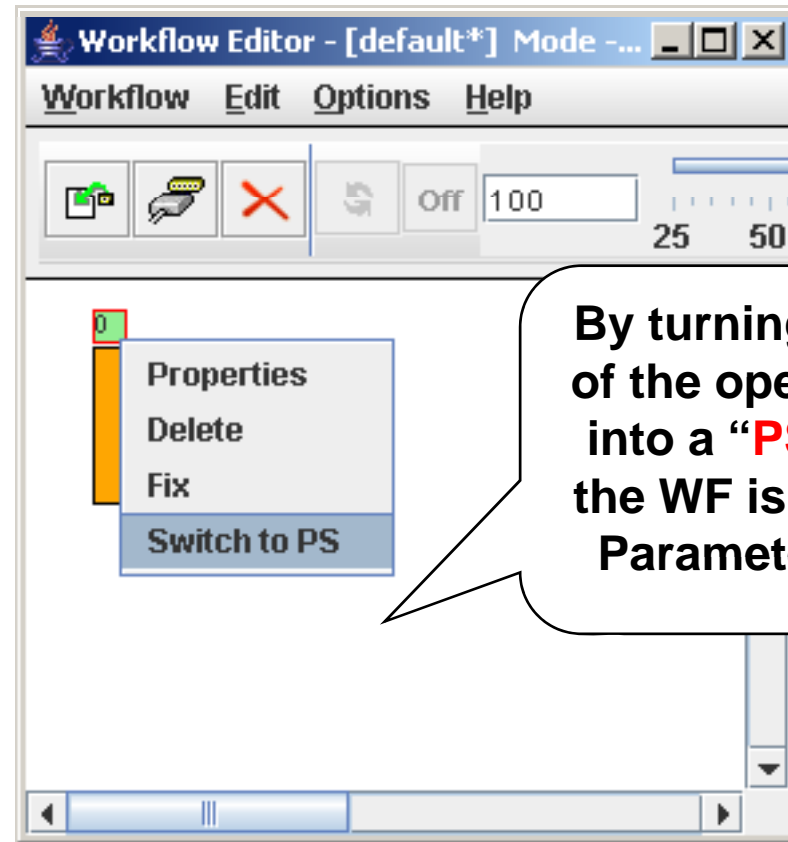 Workflow Editor - [default*] Mode -...
Workflow Edit Options Help
Off 100
25 50
0
Properties
Delete
Fix
Switch to PS
By turning
of the ope
into a “PS
the WF is
Paramet